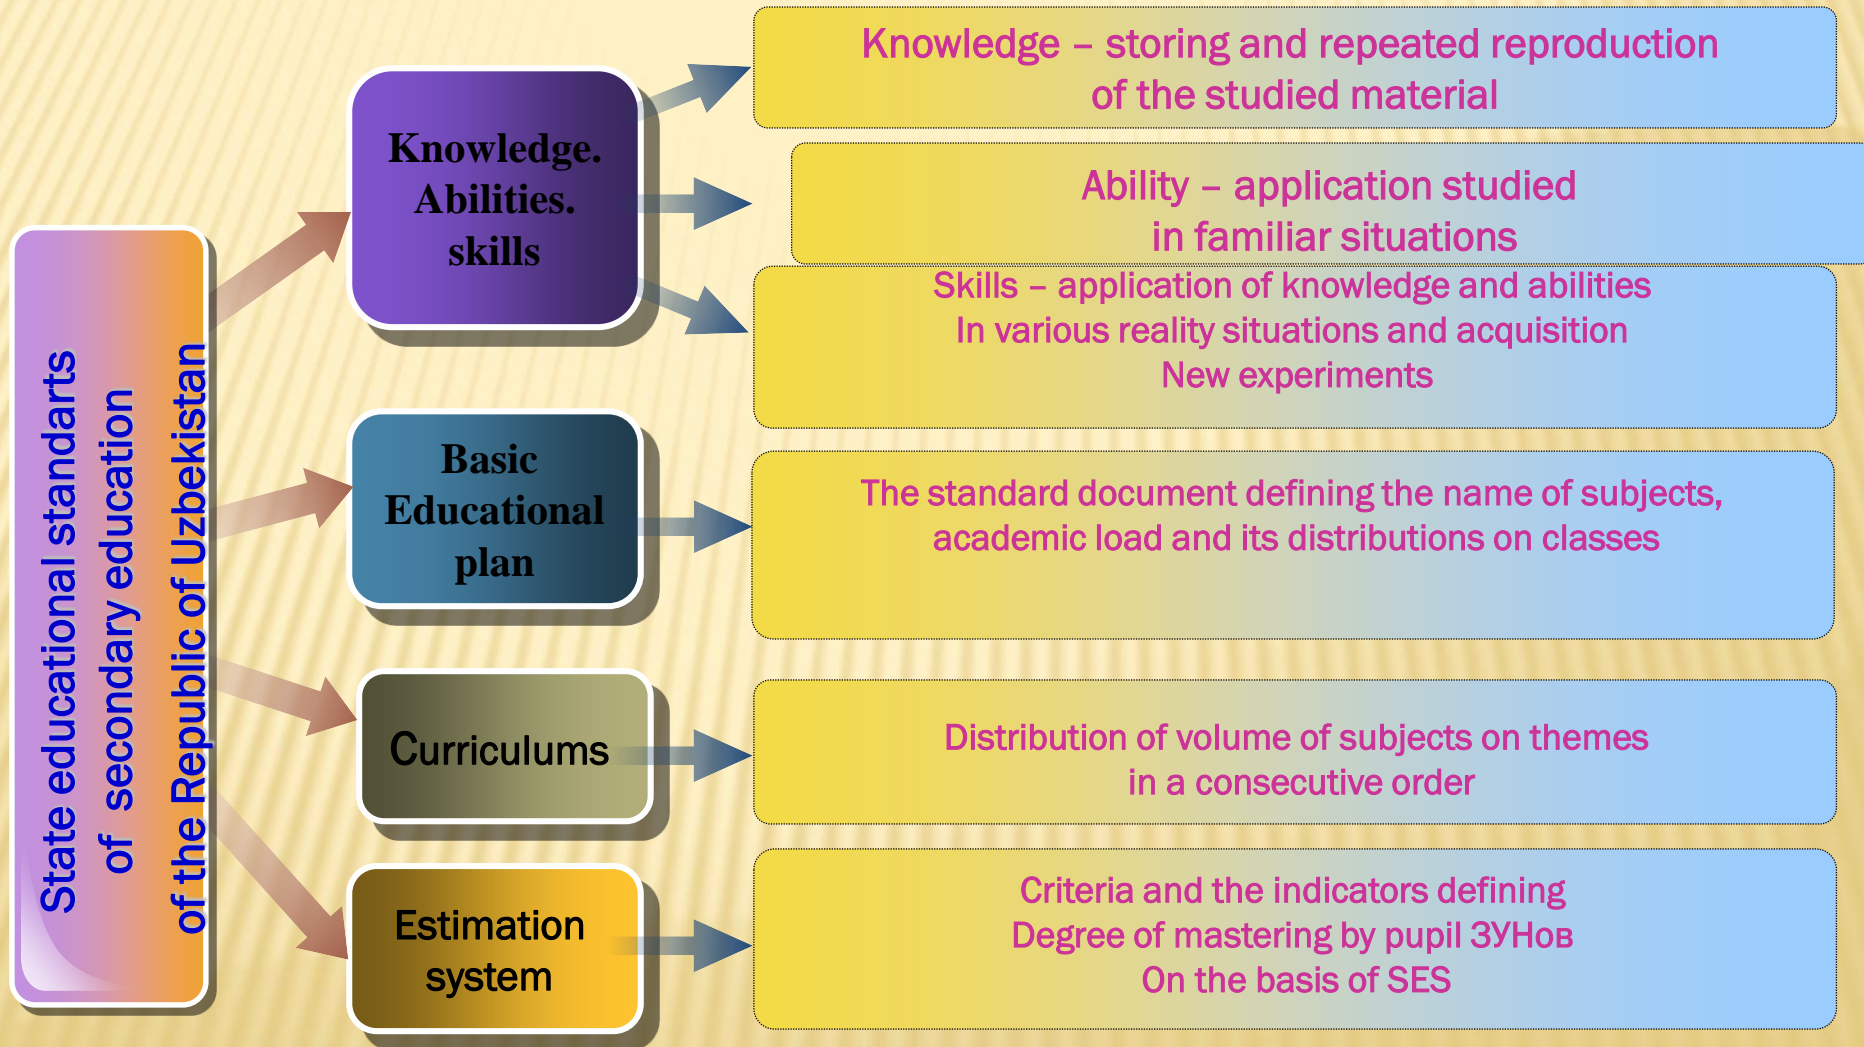 State educational standarts
of secondary education
of the Republic of Uzbekistan
Knowledge.
Abilities.
skills
Knowledge – storing and repeated reproduction
of the studied material
Ability – application studied
in familiar situations
Skills – application of knowledge and abilities
In various reality situations and acquisition
New experiments
Basic
Educational
plan
The standard document defining the name of subjects,
academic load and its distributions on classes
Curriculums
Distribution of volume of subjects on themes
in a consecutive order
Estimation
system
Criteria and the indicators defining
Degree of mastering by pupil ЗУНов
On the basis of SES